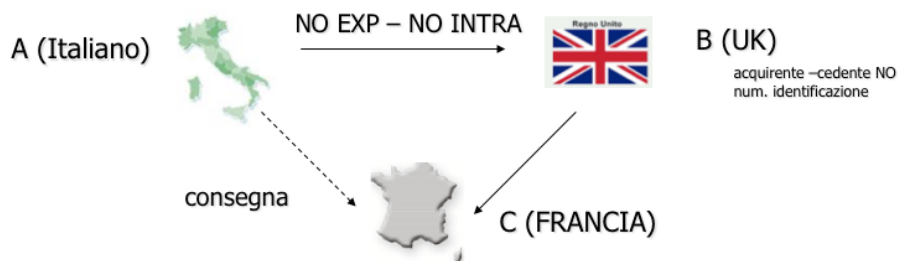 Regno Unito
NO EXP – NO INTRA
A (Italiano)
B (UK)
acquirente –cedente NO
num. identificazione
consegna
C (FRANCIA)